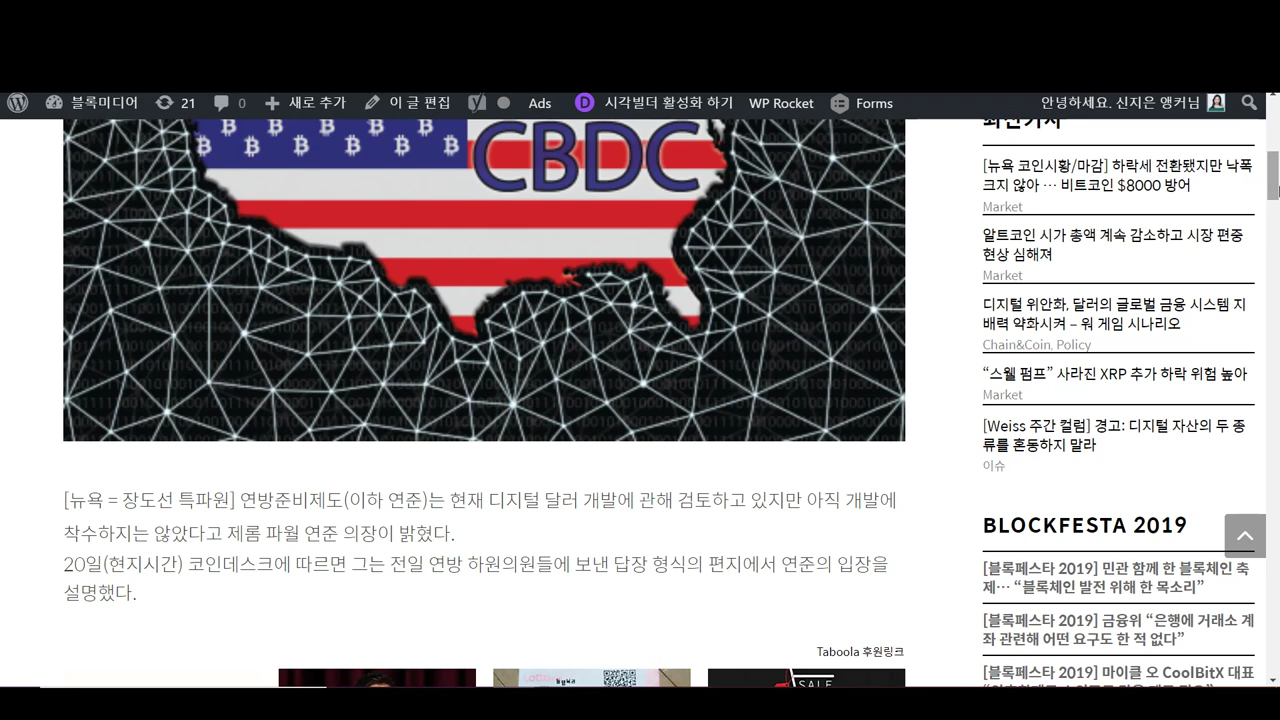 블록미디어
21
0
새로 추가
이 글 편집
Ads
D
시각빌더 활성화 하기
WP Rocket
Forms
안녕하세요. 신지은 앵커님
CBDC
최신기사
[뉴욕 코인시황/마감] 하락세 전환됐지만 낙폭
크지 않아 … 비트코인 $8000 방어
Market
알트코인 시가 총액 계속 감소하고 시장 편중
현상 심해져
Market
디지털 위안화, 달러의 글로벌 금융 시스템 지
배력 약화시켜 – 워 게임 시나리오
Chain&Coin, Policy
“스웰 펌프” 사라진 XRP 추가 하락 위험 높아
Market
[Weiss 주간 컬럼] 경고: 디지털 자산의 두 종
류를 혼동하지 말라
이슈
[뉴욕 = 장도선 특파원] 연방준비제도(이하 연준)는 현재 디지털 달러 개발에 관해 검토하고 있지만 아직 개발에
착수하지는 않았다고 제롬 파월 연준 의장이 밝혔다.
20일(현지시간) 코인데스크에 따르면 그는 전일 연방 하원의원들에 보낸 답장 형식의 편지에서 연준의 입장을
설명했다.
Taboola 후원링크
SALE
BLOCKFESTA 2019
[블록페스타 2019] 민관 함께 한 블록체인 축
제… “블록체인 발전 위해 한 목소리”
[블록페스타 2019] 금융위 “은행에 거래소 계
좌 관련해 어떤 요구도 한 적 없다”
[블록페스타 2019] 마이클 오 CoolBitX 대표